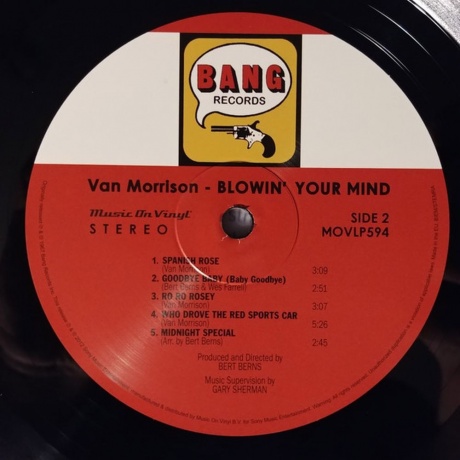 BANG
RECORDS
Van Morrison - BLOWIN' YOUR MIND
Music On Vinyl
STEREO
SIDE 2
MOVLP594
1. SPANISH ROSE
(Van Morrison) 3:09
2. GOODBYE BABY (Baby Goodbye)
(Bert Berns & Wes Farrell) 2:51
3. RO RO ROSEY
(Van Morrison) 3:07
4. WHO DROVE THE RED SPORTS CAR
(Van Morrison) 5:26
5. MIDNIGHT SPECIAL
(Arr. by Bert Berns) 2:45
Produced and Directed by
BERT BERNS
Music Supervision by
GARY SHERMAN